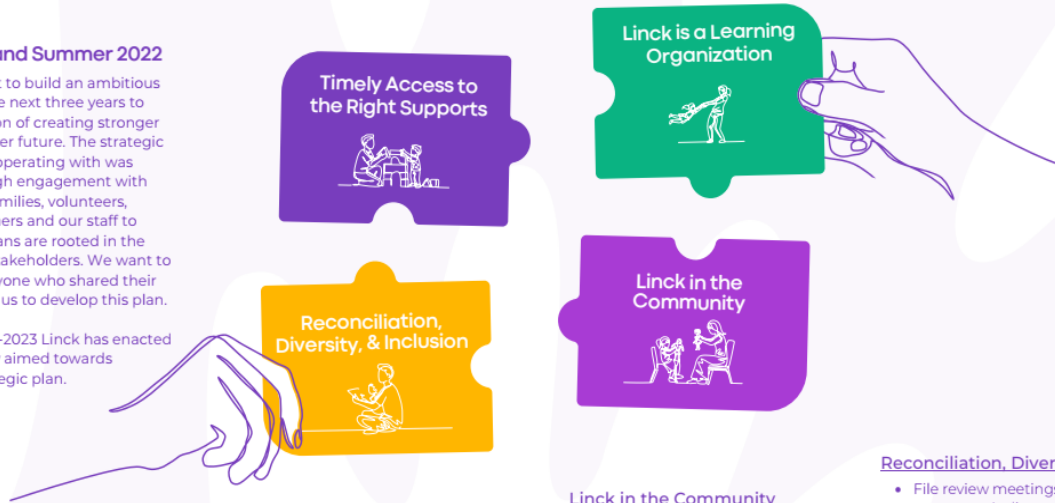 and Summer 2022
to build an ambitious
next three years to
on of creating stronger
er future. The strategic
operating with was
gh engagement with
milies, volunteers,
ers and our staff to
ans are rooted in the
takeholders. We want to
yone who shared their
us to develop this plan.
-2023 Linck has enacted
aimed towards
tegic plan.
Timely Access to
the Right Supports
Linck is a Learning
Organization
Reconciliation,
Diversity, & Inclusion
Linck in the
Community
Linck in the Community
Reconciliation, Diver
• File review meetings